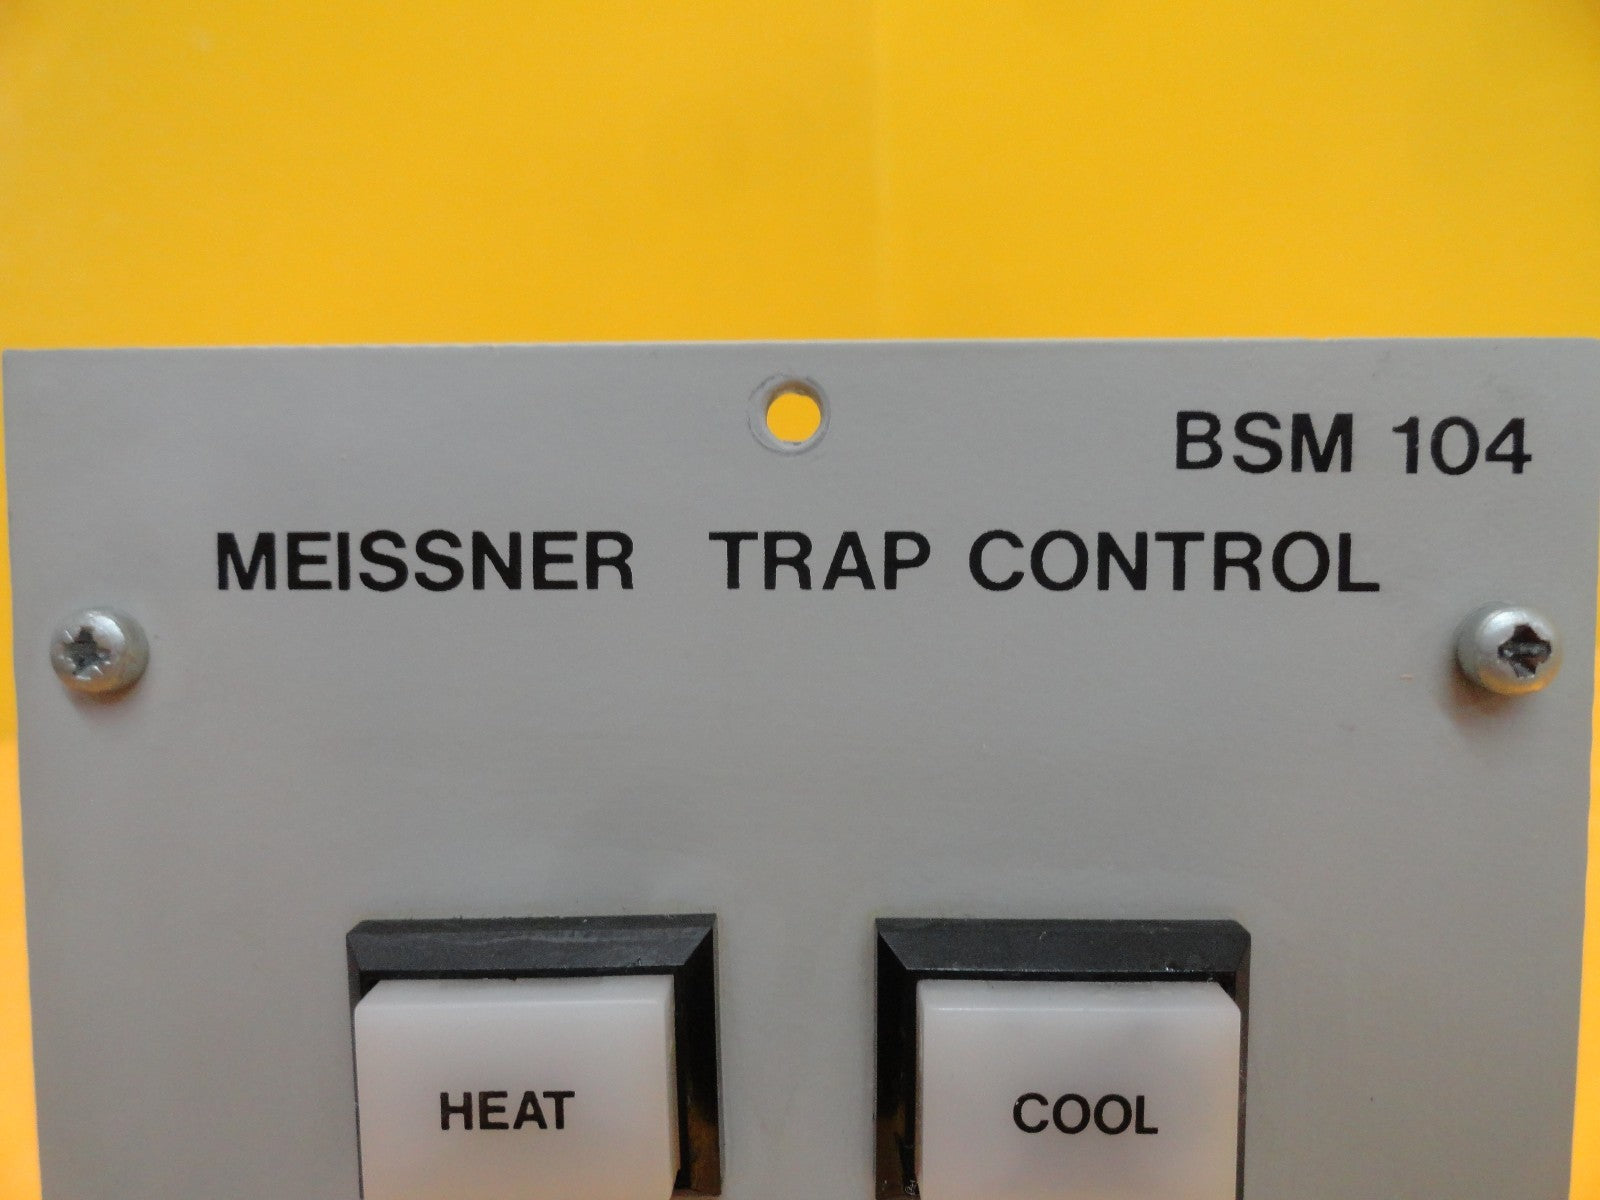 BSM 104
MEISSNER TRAP CONTROL
HEAT
COOL